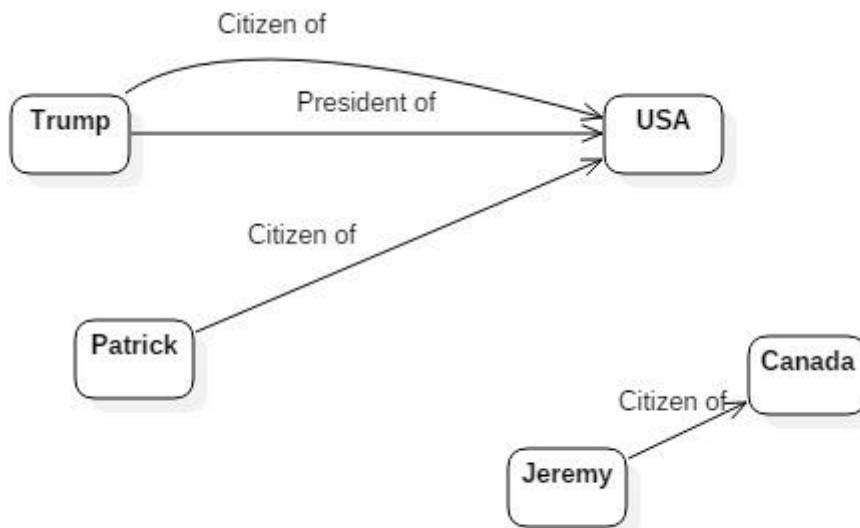 Citizen of
President of
Trump
USA
Citizen of
Patrick
Canada
Citizen of
Jeremy